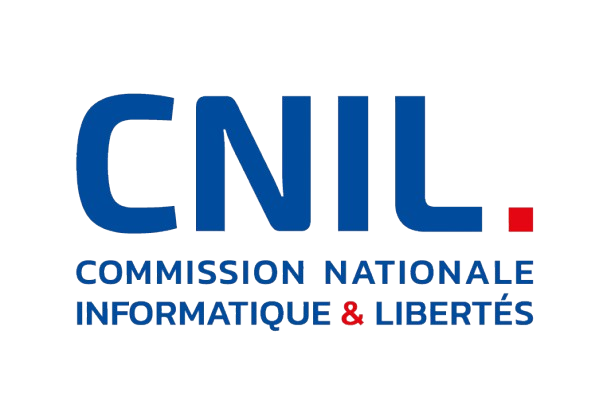 CNIL.
COMMISSION NATIONALE
INFORMATIQUE & LIBERTÉS